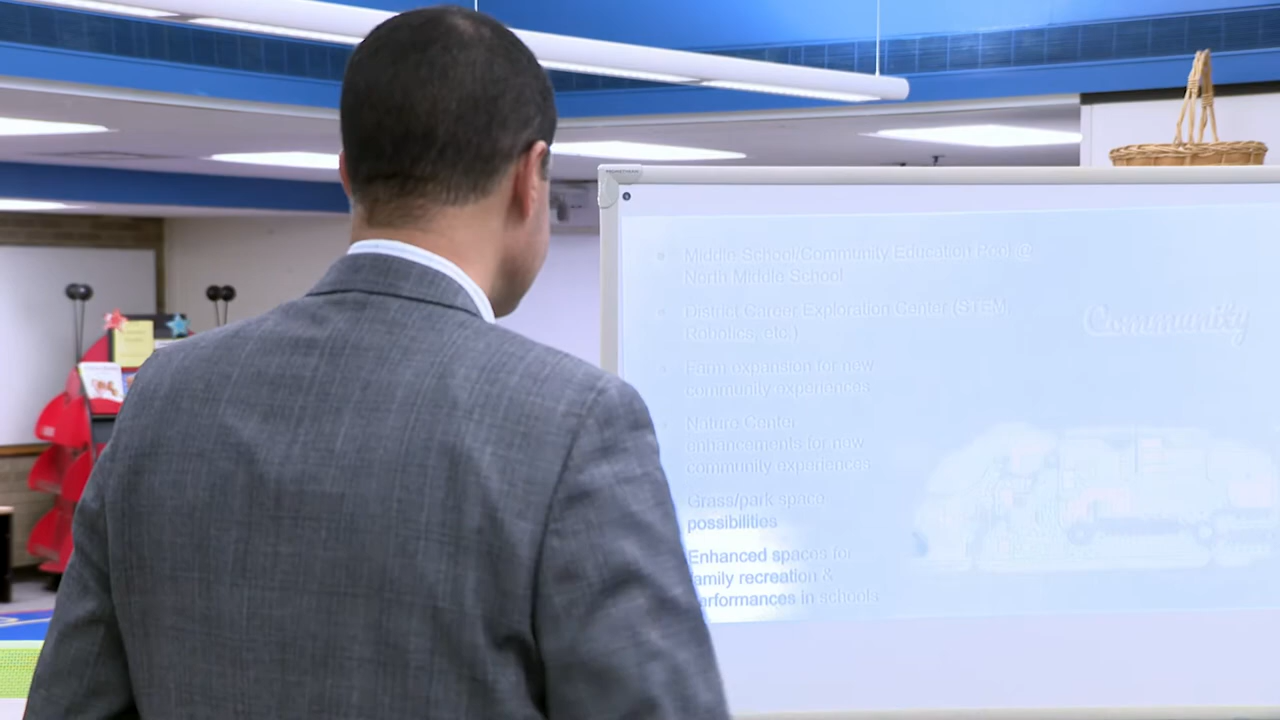 PROMETHEAN
Middle School/Community Education Pool @
North Middle School
District Career Exploration Center (STEM,
Robotics, etc.)
Farm expansion for new
community experiences
Nature Center
enhancements for new
community experiences
Grass/park space
possibilities
Enhanced spaces for
amily recreation &
erformances in schools
Community